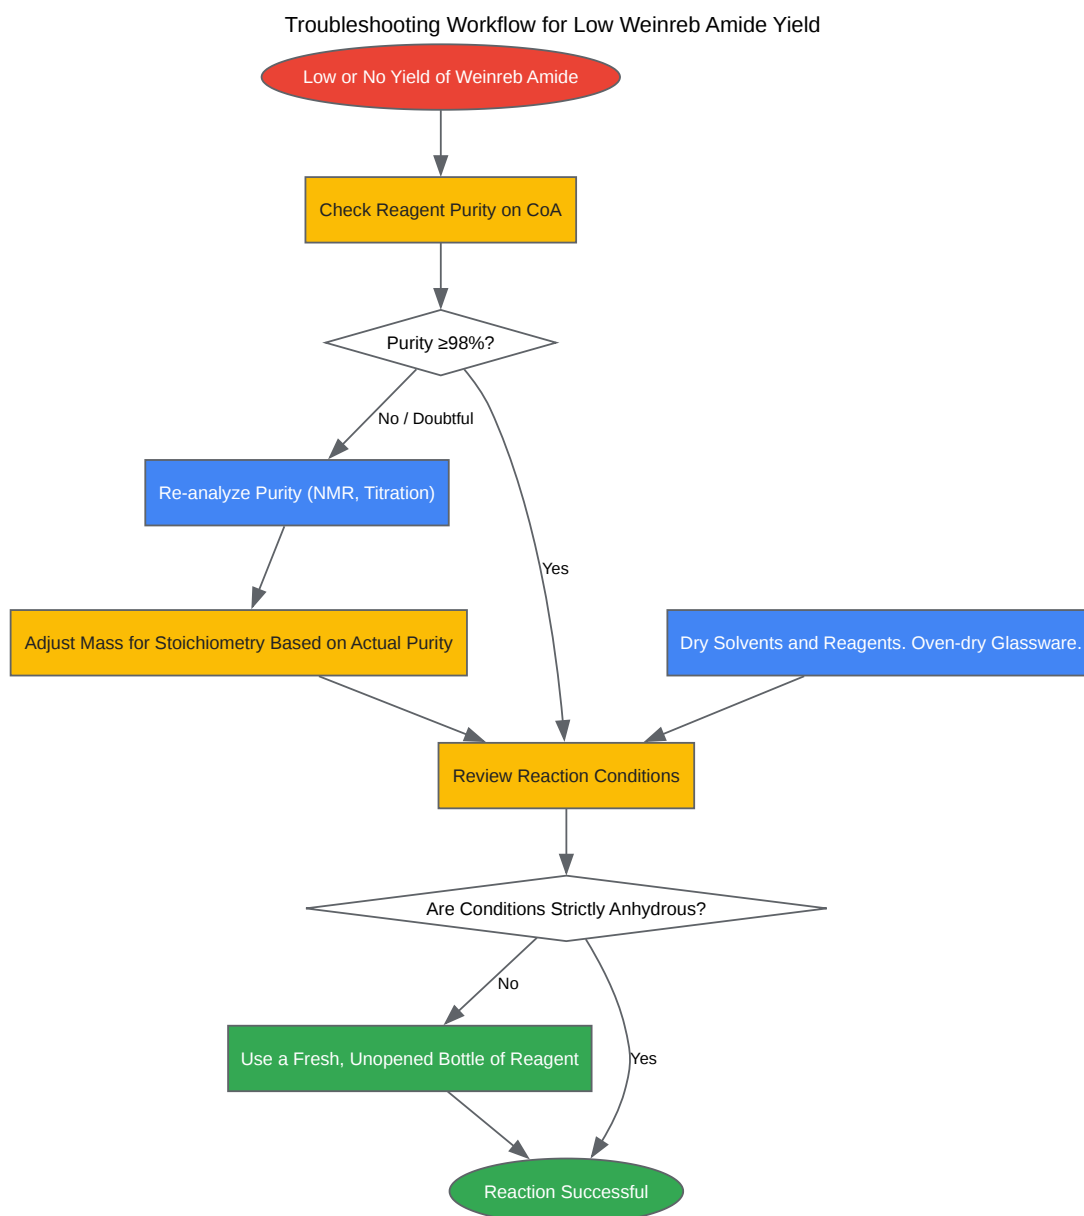 Troubleshooting Workflow for Low Weinreb Amide Yield
Low or No Yield of Weinreb Amide
Check Reagent Purity on CoA
Purity ≥98%?
No / Doubtful
Re-analyze Purity (NMR, Titration)
Yes
Adjust Mass for Stoichiometry Based on Actual Purity
Dry Solvents and Reagents. Oven-dry Glassware.
Review Reaction Conditions
Are Conditions Strictly Anhydrous?
No
Use a Fresh, Unopened Bottle of Reagent
Yes
Reaction Successful